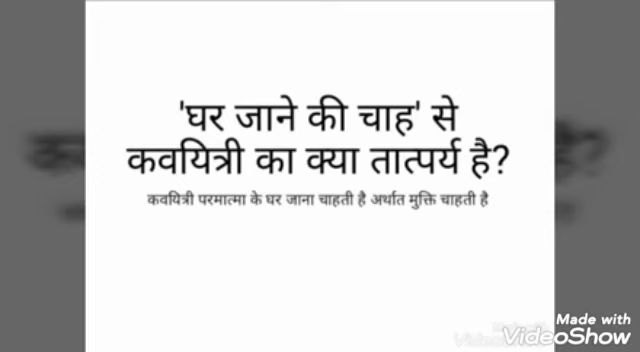 'घर जाने की चाह' से
कवयित्री का क्या तात्पर्य है?
कवयित्री परमात्मा के घर जाना चाहती है अर्थात मुक्ति चाहती है
Made with
VideoShow